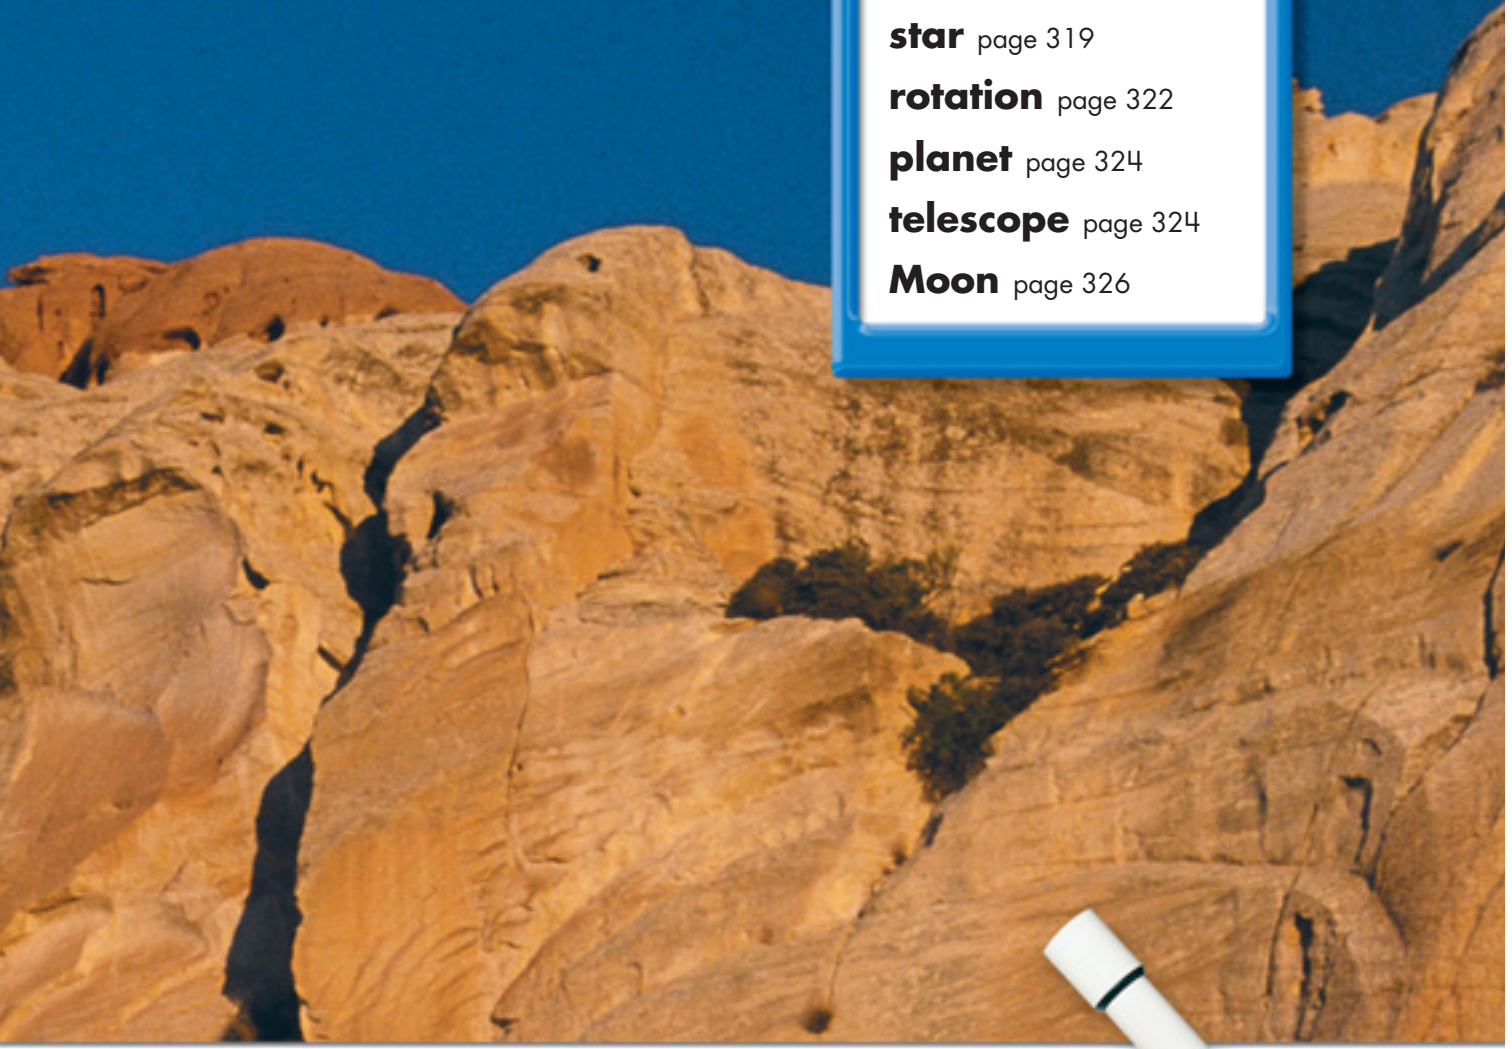 star page 319
rotation page 322
planet page 324
telescope page 324
Moon page 326